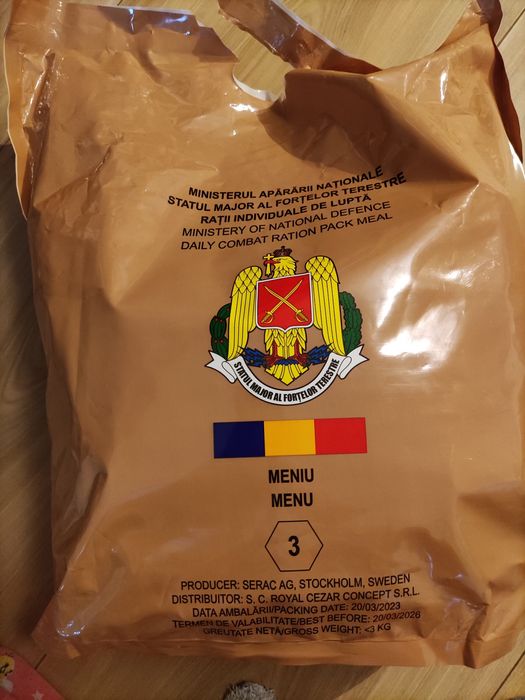 MINISTERUL APĂRĂRII NAȚIONALE
STATUL MAJOR AL FORȚELOR TERESTRE
RAȚII INDIVIDUALE DE LUPTĂ
MINISTRY OF NATIONAL DEFENCE
DAILY COMBAT RATION PACK MEAL
STATUL MAJOR AL FORȚELOR TERESTRE
MENIU
MENU
3
PRODUCER: SERAC AG, STOCKHOLM, SWEDEN
DISTRIBUITOR: S. C. ROYAL CEZAR CONCEPT S.R.L.
DATA AMBALĂRII/PACKING DATE: 20/03/2023
TERMEN DE VALABILITATE/BEST BEFORE: 20/03/2026
GREUTATE NETĂ/GROSS WEIGHT: <3 KG